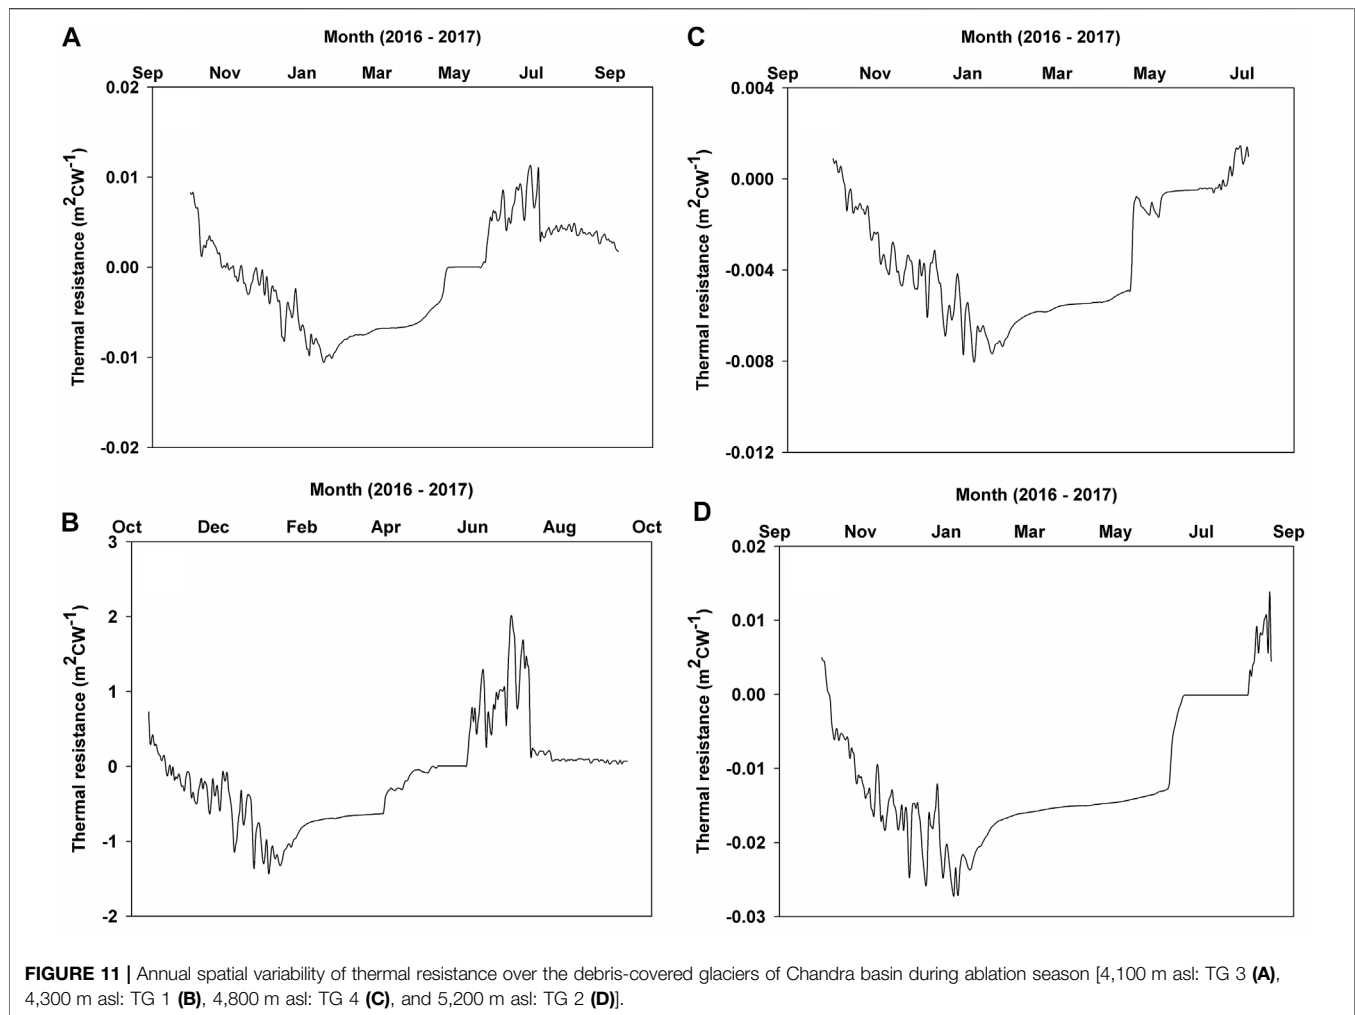 A
Month (2016 - 2017)
Sep Nov Jan Mar May Jul Sep
0.02
0.01
0.00
-0.01
-0.02
Thermal resistance (m²CW⁻¹)
C
Month (2016 - 2017)
Sep Nov Jan Mar May Jul
0.004
0.000
-0.004
-0.008
-0.012
Thermal resistance (m²CW⁻¹)
B
Month (2016 - 2017)
Oct Dec Feb Apr Jun Aug Oct
3
2
1
0
-1
-2
Thermal resistance (m²CW⁻¹)
D
Month (2016 - 2017)
Sep Nov Jan Mar May Jul Sep
0.02
0.01
0.00
-0.01
-0.02
-0.03
Thermal resistance (m²CW⁻¹)
FIGURE 11 | Annual spatial variability of thermal resistance over the debris-covered glaciers of Chandra basin during ablation season [4,100 m asl: TG 3 (A),
4,300 m asl: TG 1 (B), 4,800 m asl: TG 4 (C), and 5,200 m asl: TG 2 (D)].